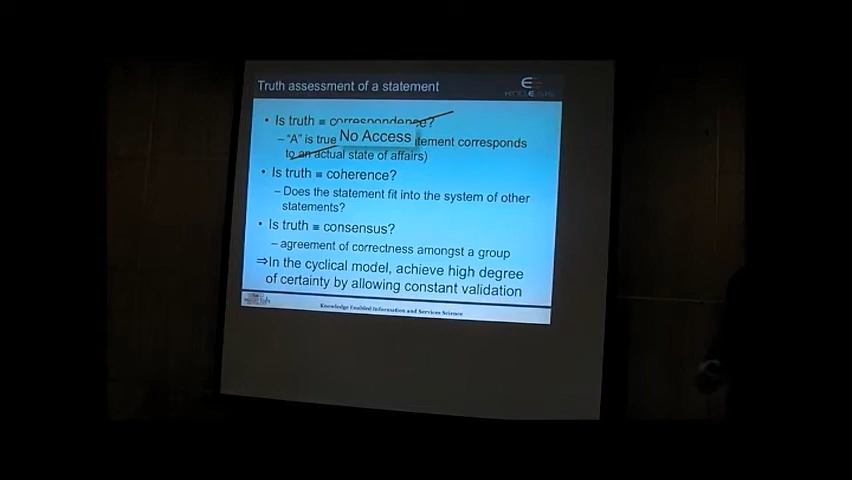 Truth assessment of a statement
• Is truth ≡ correspondence?
– "A" is true No Access tement corresponds
to an actual state of affairs)
• Is truth ≡ coherence?
– Does the statement fit into the system of other
statements?
• Is truth ≡ consensus?
– agreement of correctness amongst a group
⇒In the cyclical model, achieve high degree
of certainty by allowing constant validation
Knowledge Enabled Information and Services Science